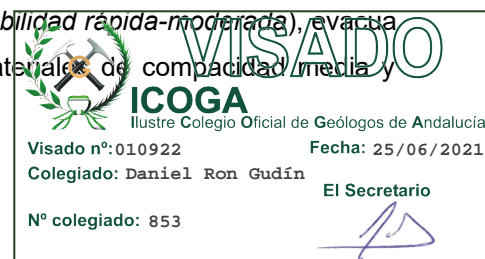 bilidad rápida-moderada), evacua
VISADO
ateriales de compacidad media y
ICOGA
Ilustre Colegio Oficial de Geólogos de Andalucía
Visado nº: 010922 Fecha: 25/06/2021
Colegiado: Daniel Ron Gudín
El Secretario
Nº colegiado: 853